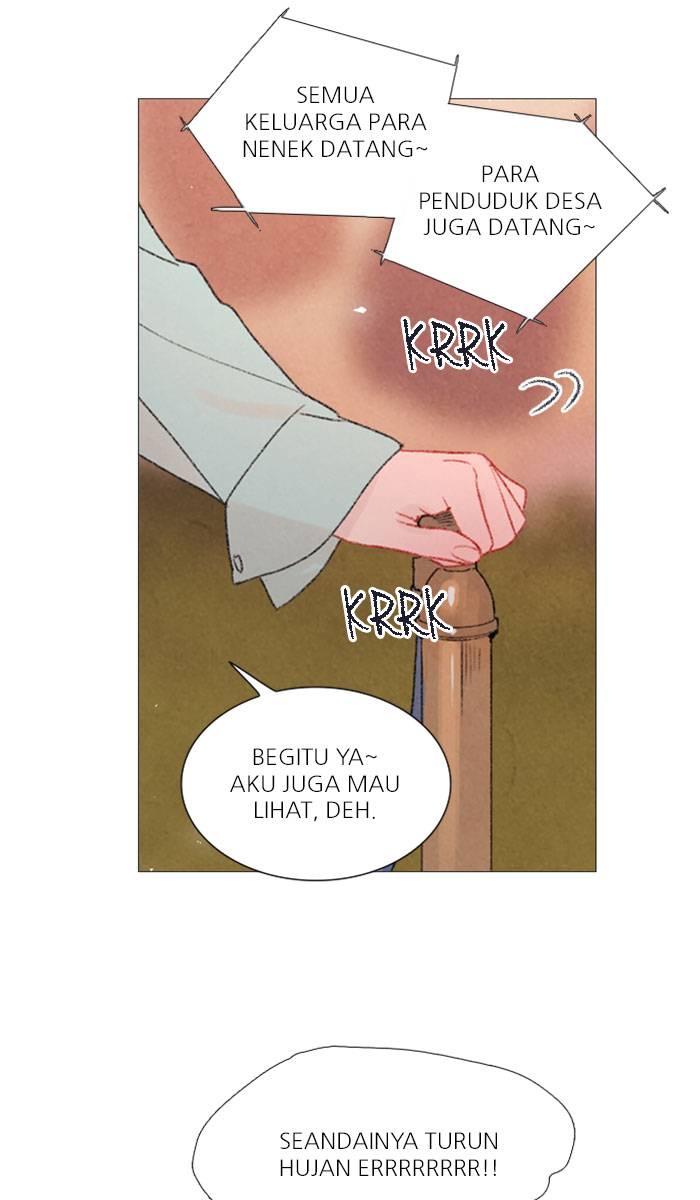 SEMUA
KELUARGA PARA
NENEK DATANG~
PARA
PENDUDUK DESA
JUGA DATANG~
KRRK
KRRK
BEGITU YA~
AKU JUGA MAU
LIHAT, DEH.
SEANDAINYA TURUN
HUJAN ERRRRRRRR!!